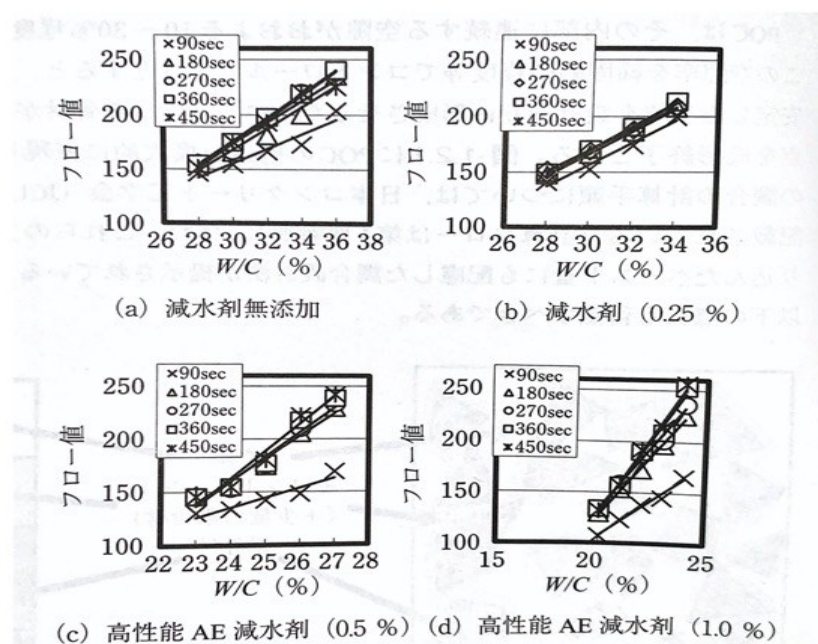 ×90sec
△180sec
○270sec
□360sec
＊450sec
フロー値
250
200
150
100
26 28 30 32 34 36 38
W/C (%)
(a) 減水剤無添加
×90sec
△180sec
◇270sec
□360sec
＊450sec
フロー値
250
200
150
100
26 28 30 32 34 36
W/C (%)
(b) 減水剤 (0.25 %)
×90sec
△180sec
○270sec
□360sec
＊450sec
フロー値
250
200
150
100
22 23 24 25 26 27 28
W/C (%)
(c) 高性能 AE 減水剤 (0.5 %)
×90sec
△180sec
○270sec
□360sec
＊450sec
フロー値
250
200
150
100
15 20 25
W/C (%)
(d) 高性能 AE 減水剤 (1.0 %)